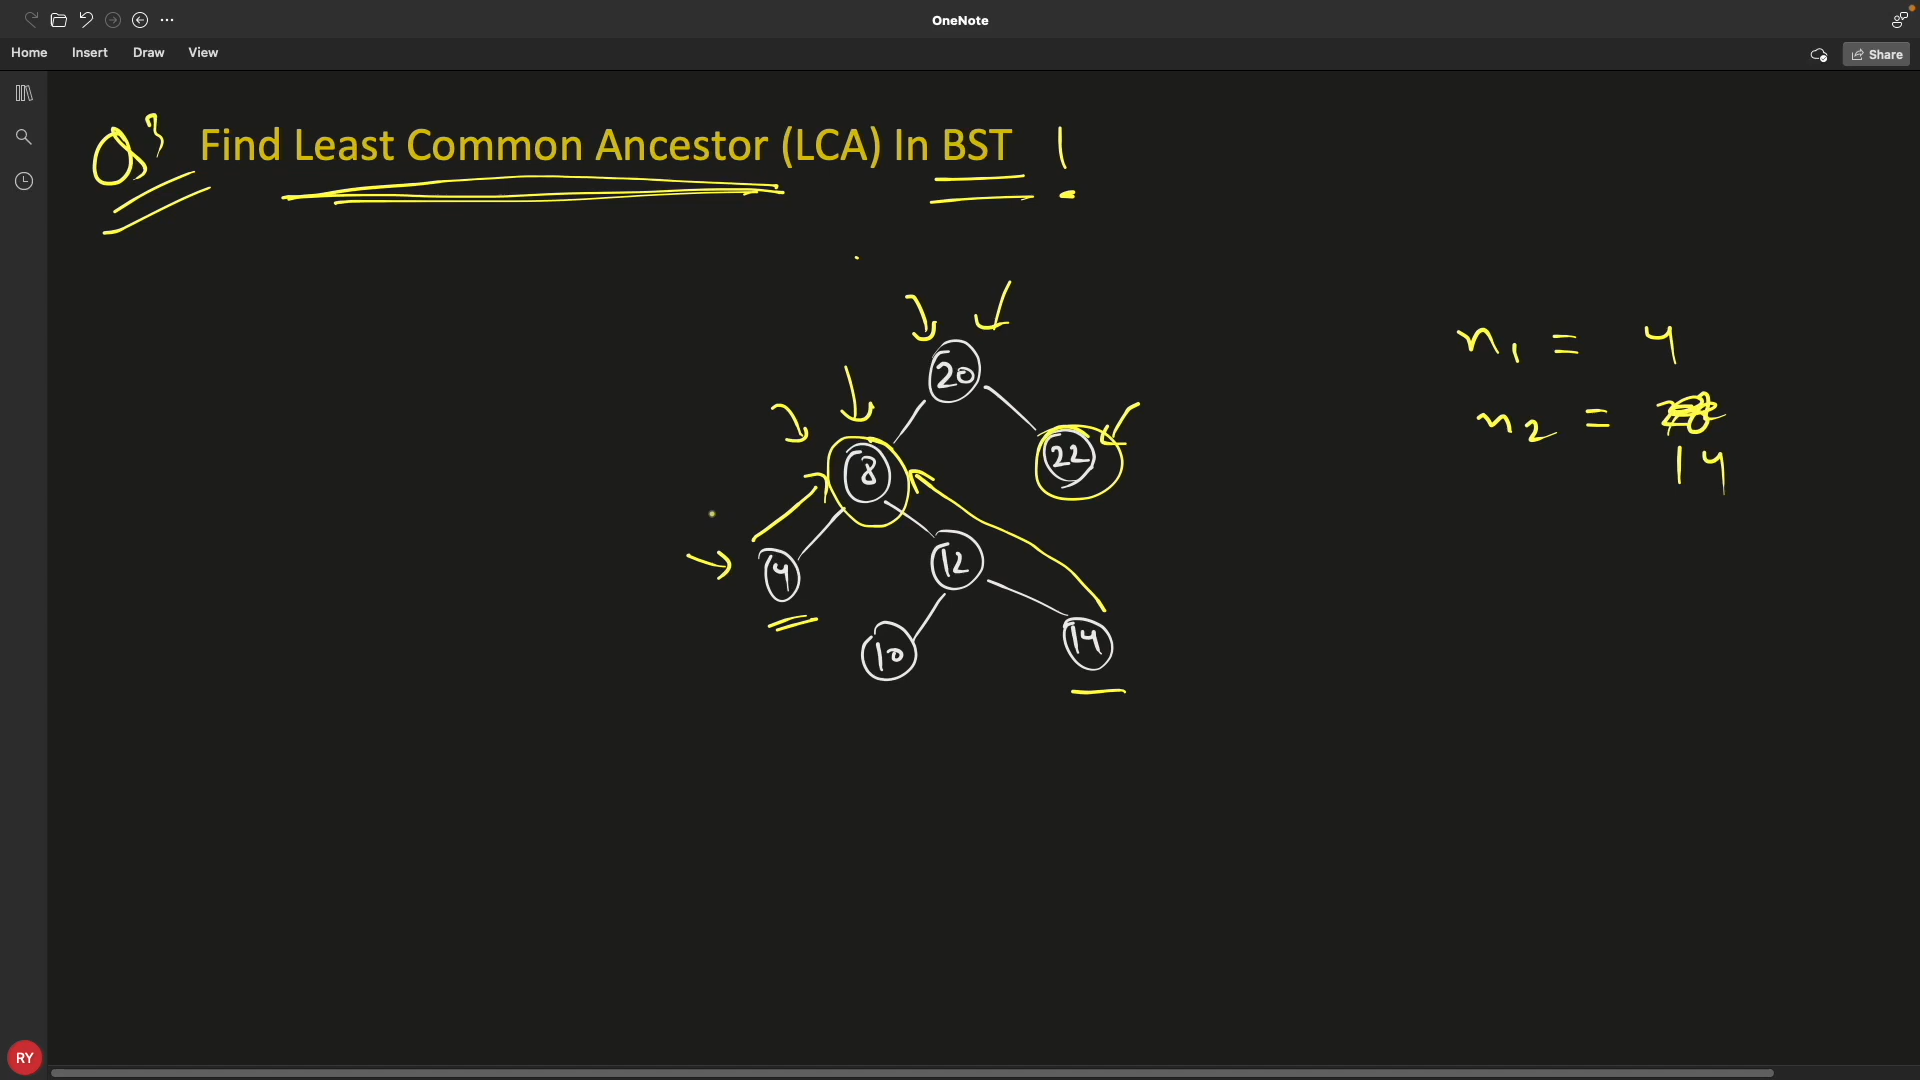 OneNote
Home Insert Draw View
Share
Q3 Find Least Common Ancestor (LCA) In BST !
20
8
22
4
12
10
14
n1 = 4
n2 =
14
RY